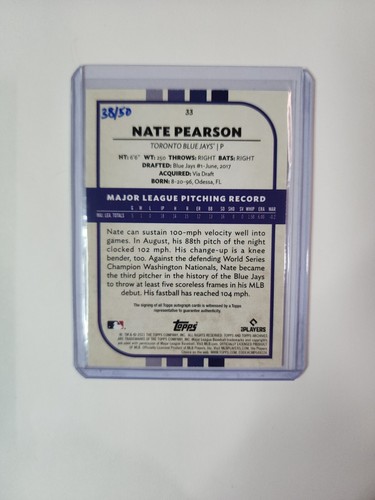 38/50
33
NATE PEARSON
TORONTO BLUE JAYS | P
HT: 6'6" WT: 250 THROWS: RIGHT BATS: RIGHT
DRAFTED: Blue Jays #1-June, 2017
ACQUIRED: Via Draft
BORN: 8-20-96, Odessa, FL
MAJOR LEAGUE PITCHING RECORD
Nate can sustain 100-mph velocity well into
games. In August, his 88th pitch of the night
clocked 102 mph. His change-up is a knee
bender, too. Against the defending World Series
Champion Washington Nationals, Nate became
the third pitcher in the history of the Blue Jays
to throw at least five scoreless frames in his MLB
debut. His fastball has reached 104 mph.
The signing of all Topps autograph cards is witnessed by a Topps
representative to guarantee authenticity.
Topps
PLAYERS